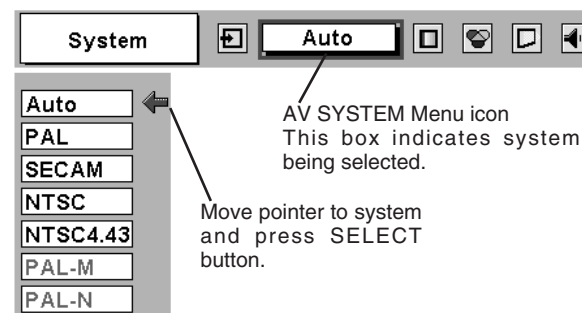 System
Auto
Auto
PAL
SECAM
NTSC
NTSC4.43
PAL-M
PAL-N
AV SYSTEM Menu icon
This box indicates system
being selected.
Move pointer to system
and press SELECT
button.